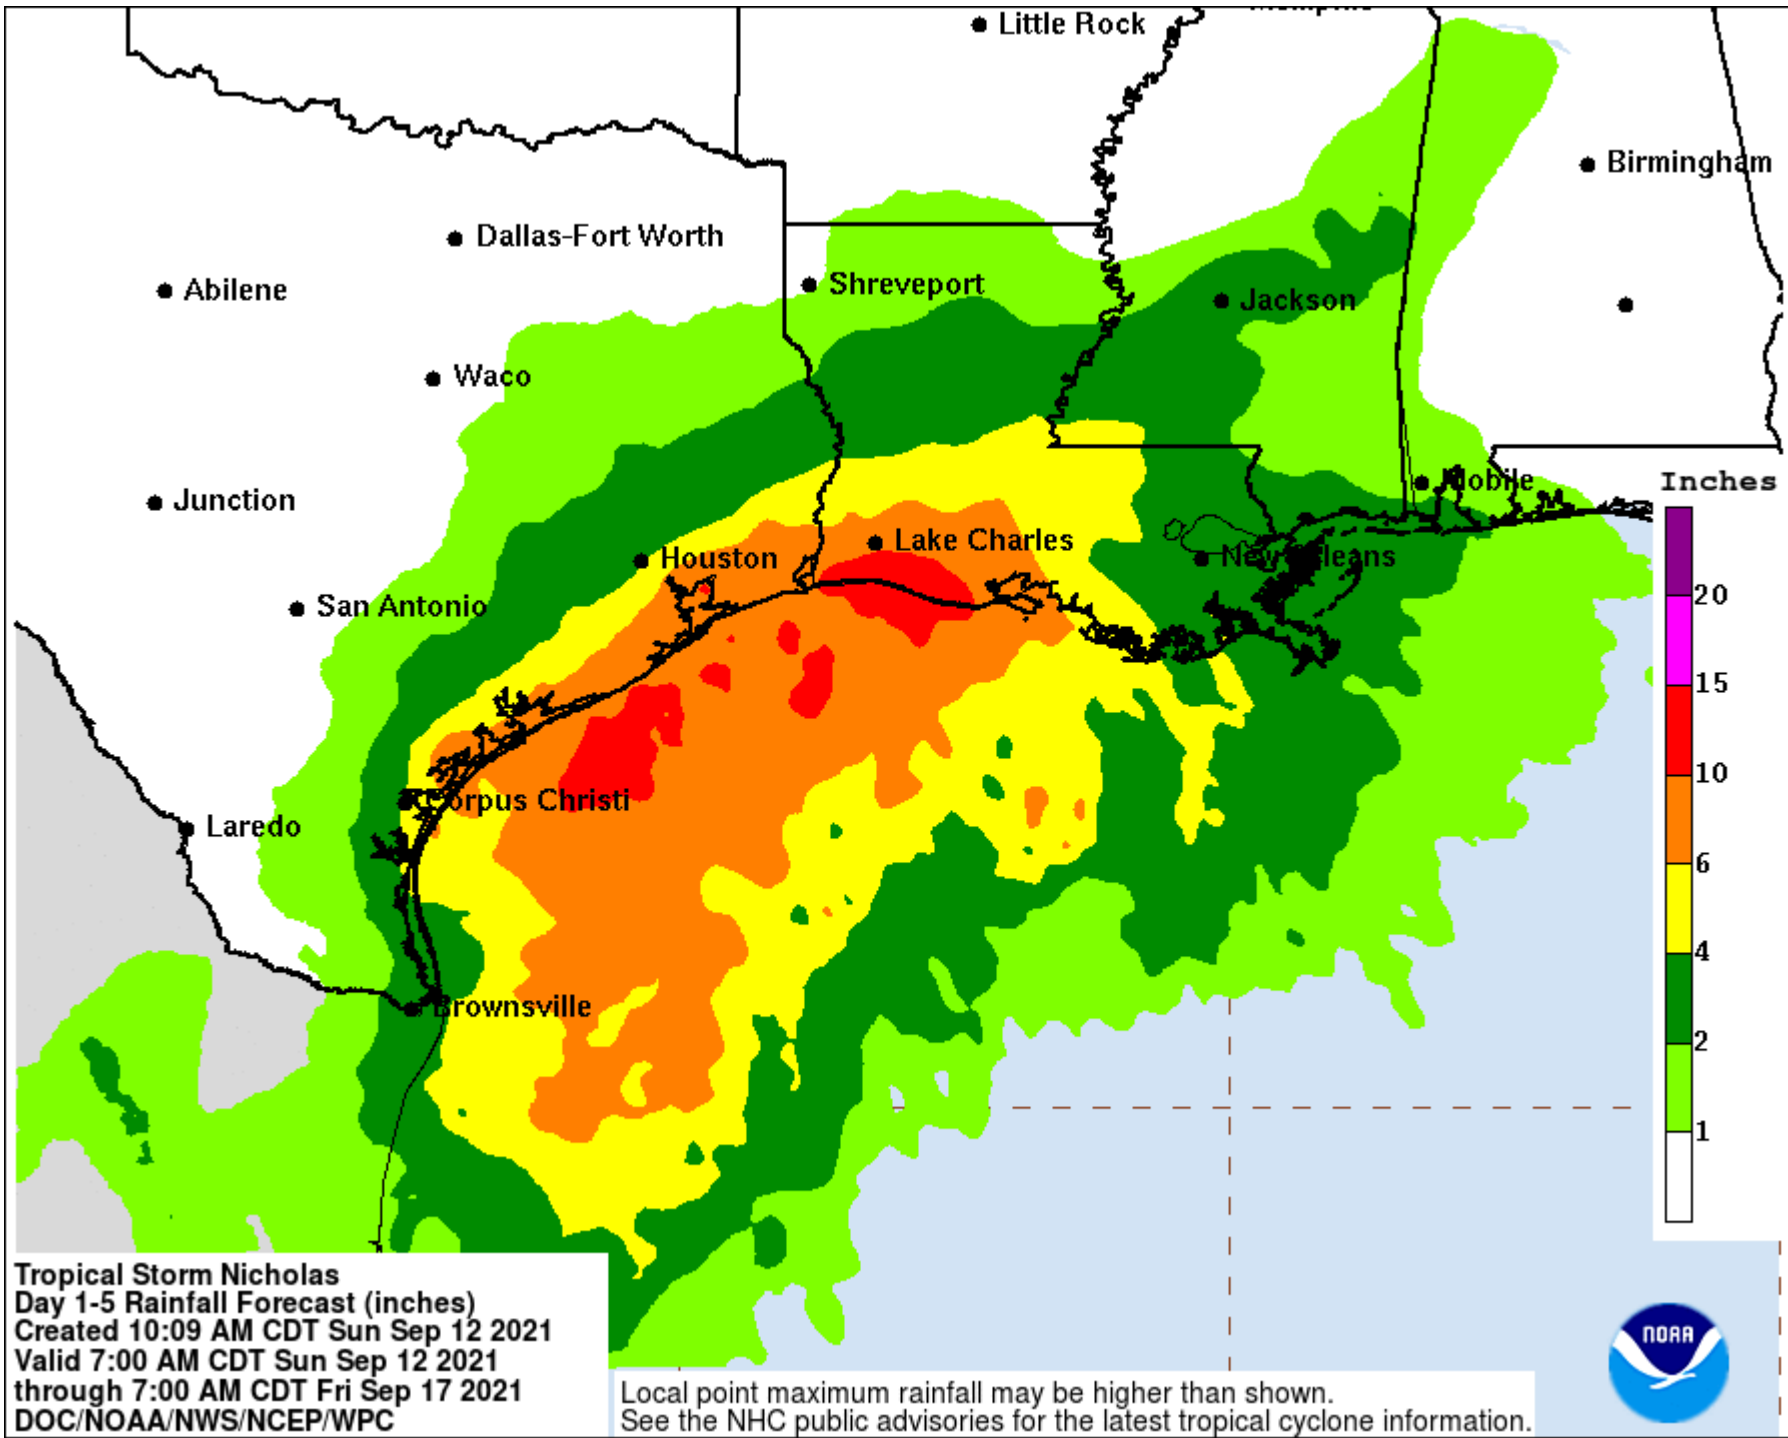 Memphis
Little Rock
Birmingham
Dallas-Fort Worth
Shreveport
Abilene
Jackson
Waco
Mobile
Inches
Junction
Lake Charles
Houston
New Orleans
20
San Antonio
15
10
Corpus Christi
Laredo
6
4
Brownsville
2
1
Tropical Storm Nicholas
Day 1-5 Rainfall Forecast (inches)
Created 10:09 AM CDT Sun Sep 12 2021
Valid 7:00 AM CDT Sun Sep 12 2021
through 7:00 AM CDT Fri Sep 17 2021
DOC/NOAA/NWS/NCEP/WPC
Local point maximum rainfall may be higher than shown.
See the NHC public advisories for the latest tropical cyclone information.
NOAA